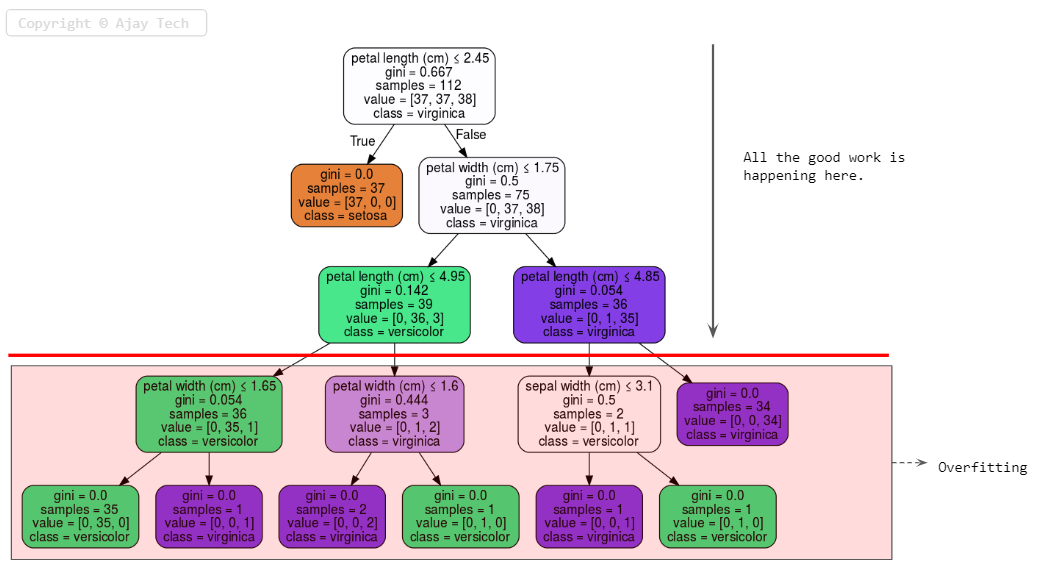 Copyright © Ajay Tech
petal length (cm) ≤ 2.45
gini = 0.667
samples = 112
value = [37, 37, 38]
class = virginica
True
False
All the good work is
happening here.
gini = 0.0
samples = 37
value = [37, 0, 0]
class = setosa
petal width (cm) ≤ 1.75
gini = 0.5
samples = 75
value = [0, 37, 38]
class = virginica
petal length (cm) ≤ 4.95
gini = 0.142
samples = 39
value = [0, 36, 3]
class = versicolor
petal length (cm) ≤ 4.85
gini = 0.054
samples = 36
value = [0, 1, 35]
class = virginica
petal width (cm) ≤ 1.65
gini = 0.054
samples = 36
value = [0, 35, 1]
class = versicolor
petal width (cm) ≤ 1.6
gini = 0.444
samples = 3
value = [0, 1, 2]
class = virginica
sepal width (cm) ≤ 3.1
gini = 0.5
samples = 2
value = [0, 1, 1]
class = versicolor
gini = 0.0
samples = 34
value = [0, 0, 34]
class = virginica
Overfitting
gini = 0.0
samples = 35
value = [0, 35, 0]
class = versicolor
gini = 0.0
samples = 1
value = [0, 0, 1]
class = virginica
gini = 0.0
samples = 2
value = [0, 0, 2]
class = virginica
gini = 0.0
samples = 1
value = [0, 1, 0]
class = versicolor
gini = 0.0
samples = 1
value = [0, 0, 1]
class = virginica
gini = 0.0
samples = 1
value = [0, 1, 0]
class = versicolor